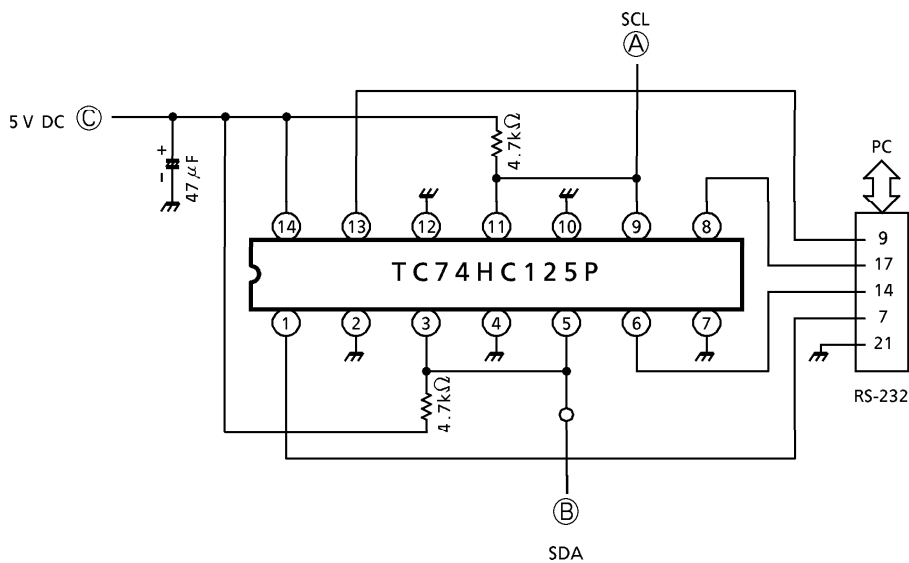 SCL
A
5 V DC C
+
−
47 μF
4.7kΩ
PC
14 13 12 11 10 9 8
TC74HC125P
1 2 3 4 5 6 7
9
17
14
7
21
4.7kΩ
RS-232
B
SDA